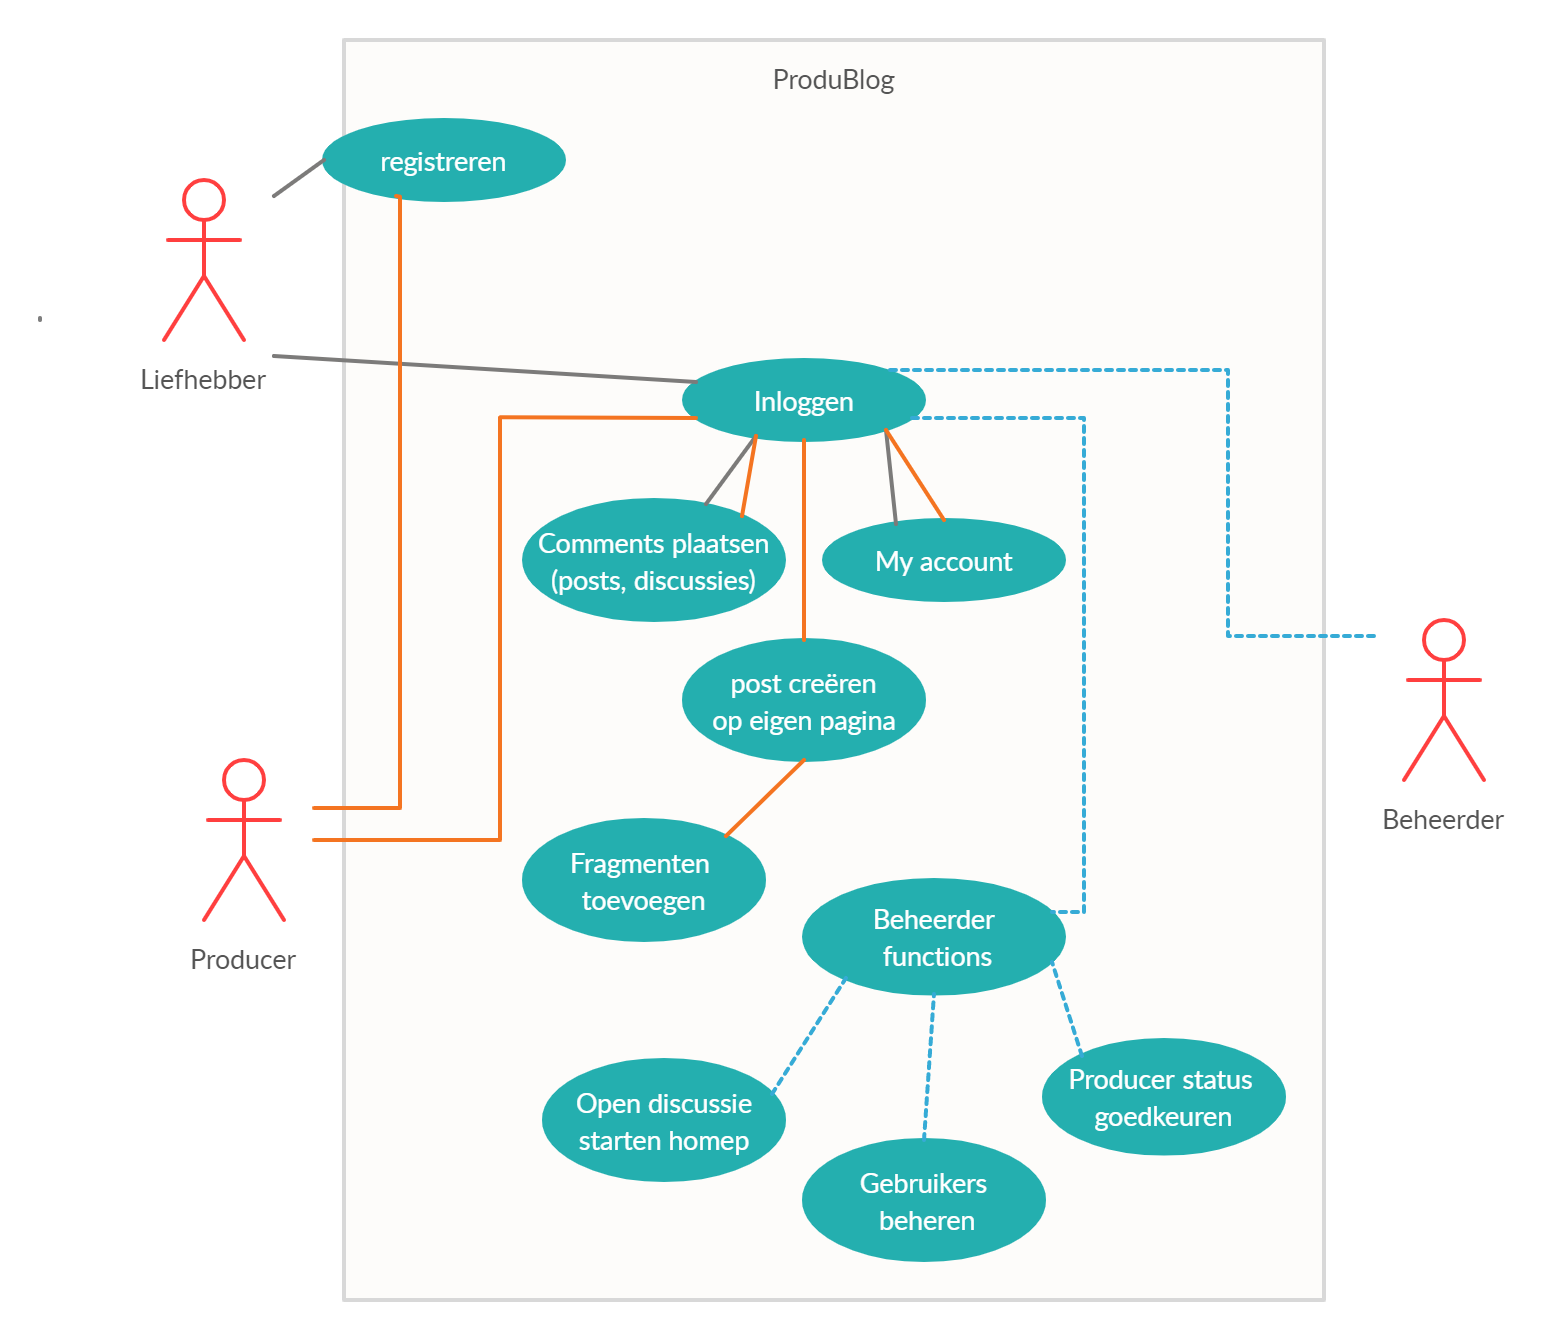 ProduBlog
registreren
Liefhebber
Inloggen
Comments plaatsen
(posts, discussies)
My account
post creëren
op eigen pagina
Beheerder
Fragmenten
toevoegen
Producer
Beheerder
functions
Open discussie
starten homep
Producer status
goedkeuren
Gebruikers
beheren